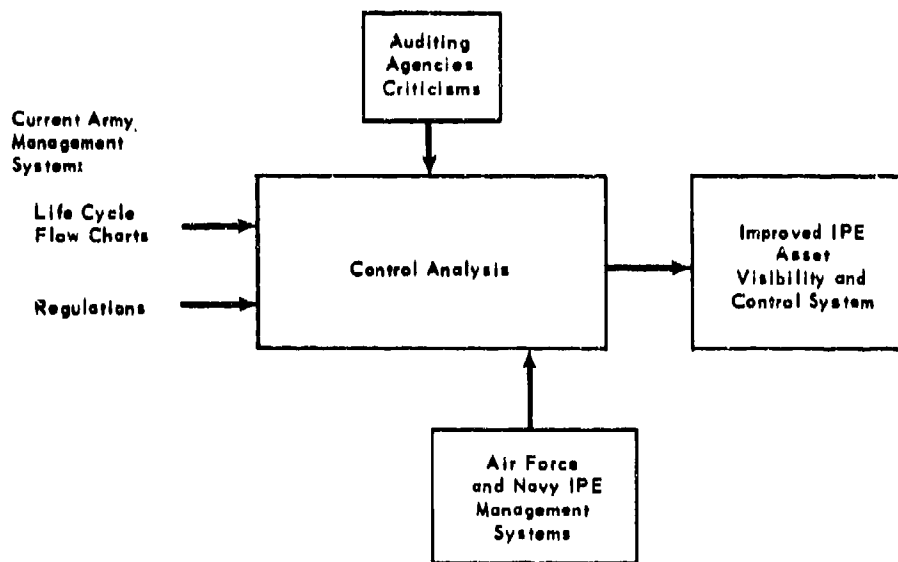 Auditing
Agencies
Criticisms
Current Army
Management
System:
Life Cycle
Flow Charts
Regulations
Control Analysis
Improved IPE
Asset
Visibility and
Control System
Air Force
and Navy IPE
Management
Systems